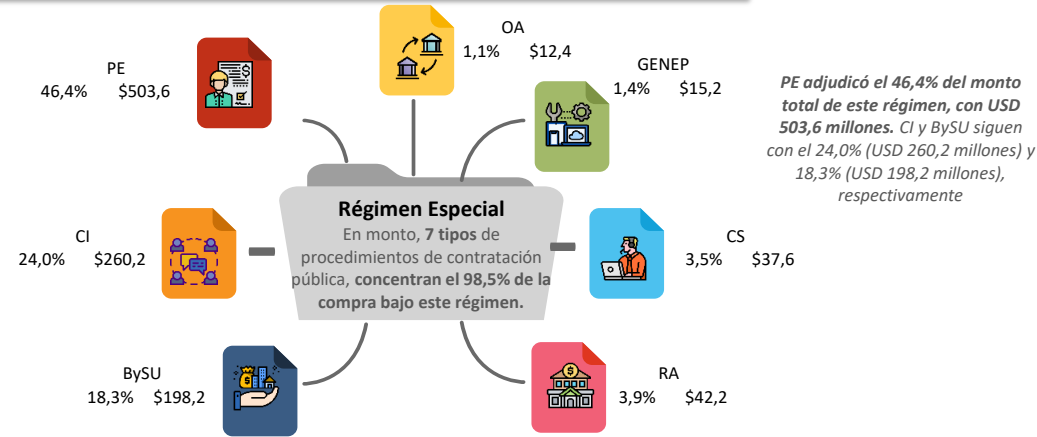 OA
1,1% $12,4
PE
46,4% $503,6
GENEP
1,4% $15,2
PE adjudicó el 46,4% del monto
total de este régimen, con USD
503,6 millones. CI y BySU siguen
con el 24,0% (USD 260,2 millones) y
18,3% (USD 198,2 millones),
respectivamente
Régimen Especial
En monto, 7 tipos de
procedimientos de contratación
pública, concentran el 98,5% de la
compra bajo este régimen.
CI
24,0% $260,2
CS
3,5% $37,6
BySU
18,3% $198,2
RA
3,9% $42,2